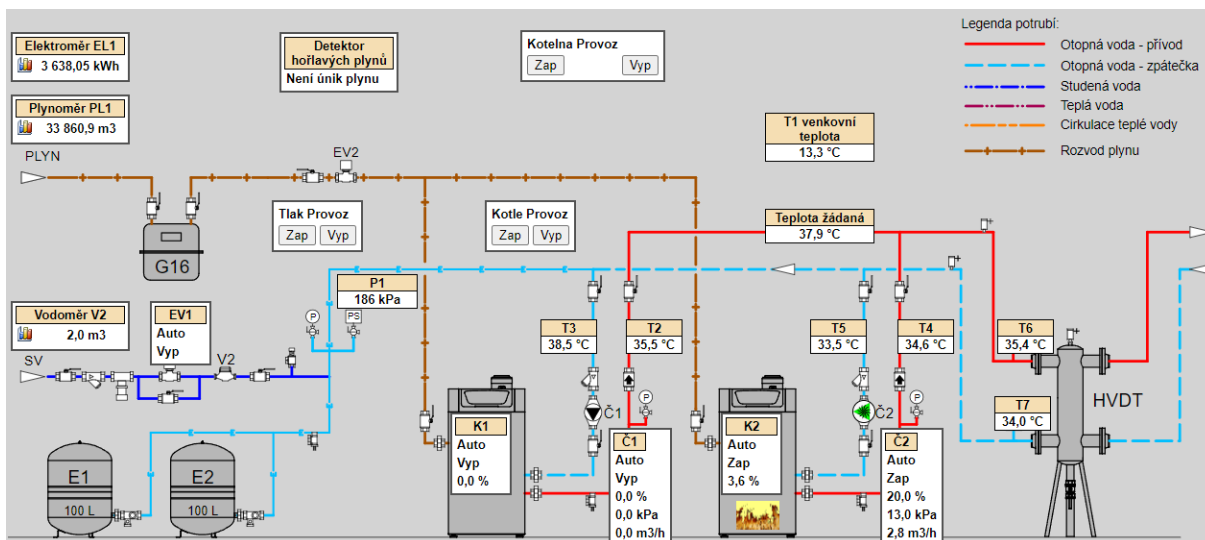 Elektroměr EL1
3 638,05 kWh
Detektor
hořlavých plynů
Není únik plynu
Kotelna Provoz
Zap
Vyp
Legenda potrubí:
Otopná voda - přívod
Otopná voda - zpátečka
Studená voda
Teplá voda
Cirkulace teplé vody
Rozvod plynu
Plynoměr PL1
33 860,9 m3
T1 venkovní
teplota
13,3 °C
PLYN
EV2
G16
Tlak Provoz
Zap Vyp
Kotle Provoz
Zap Vyp
Teplota žádaná
37,9 °C
P1
186 kPa
P
PS
Vodoměr V2
2,0 m3
EV1
Auto
Vyp
SV
V2
T3
38,5 °C
T2
35,5 °C
T5
33,5 °C
T4
34,6 °C
T6
35,4 °C
HVDT
T7
34,0 °C
E1
100 L
E2
100 L
K1
Auto
Vyp
0,0 %
Č1
P
Č1
Auto
Vyp
0,0 %
0,0 kPa
0,0 m3/h
K2
Auto
Zap
3,6 %
Č2
P
Č2
Auto
Zap
20,0 %
13,0 kPa
2,8 m3/h